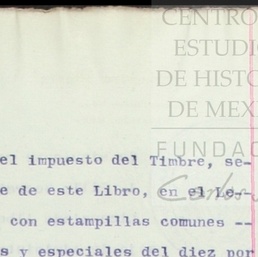 CENTRO
ESTUDI
DE HISTO
DE MEX
FUNDAC
el impuesto del Timbre, se-
e de este Libro, en el Le-
con estampillas comunes --
s y especiales del diez por